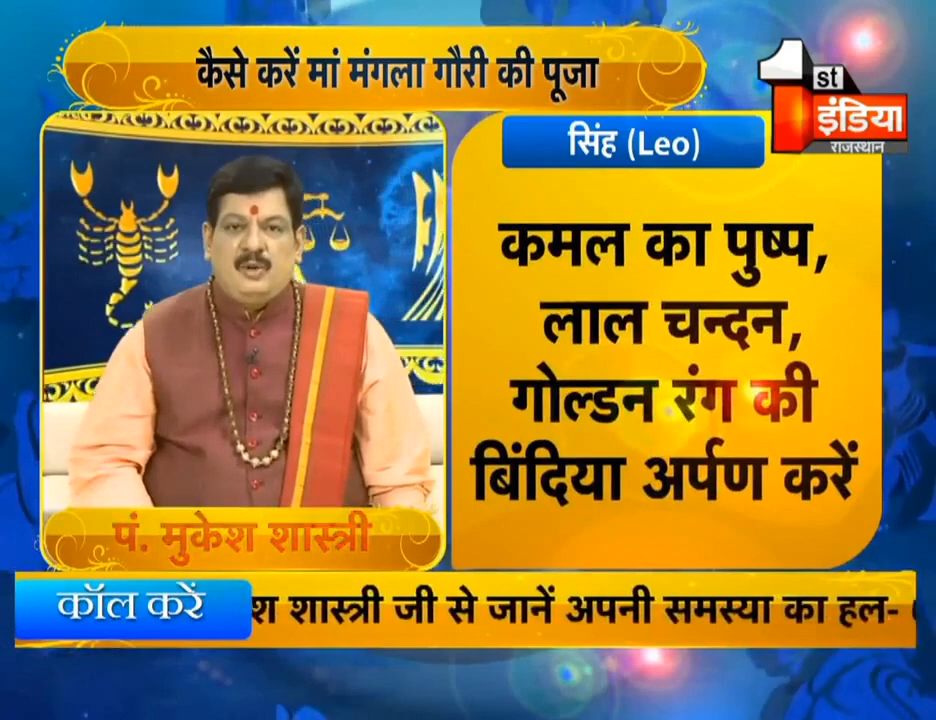 कैसे करें मां मंगला गौरी की पूजा
1st
इंडिया
राजस्थान
सिंह (Leo)
कमल का पुष्प,
लाल चन्दन,
गोल्डन रंग की
बिंदिया अर्पण करें
पं. मुकेश शास्त्री
कॉल करें
श शास्त्री जी से जानें अपनी समस्या का हल-